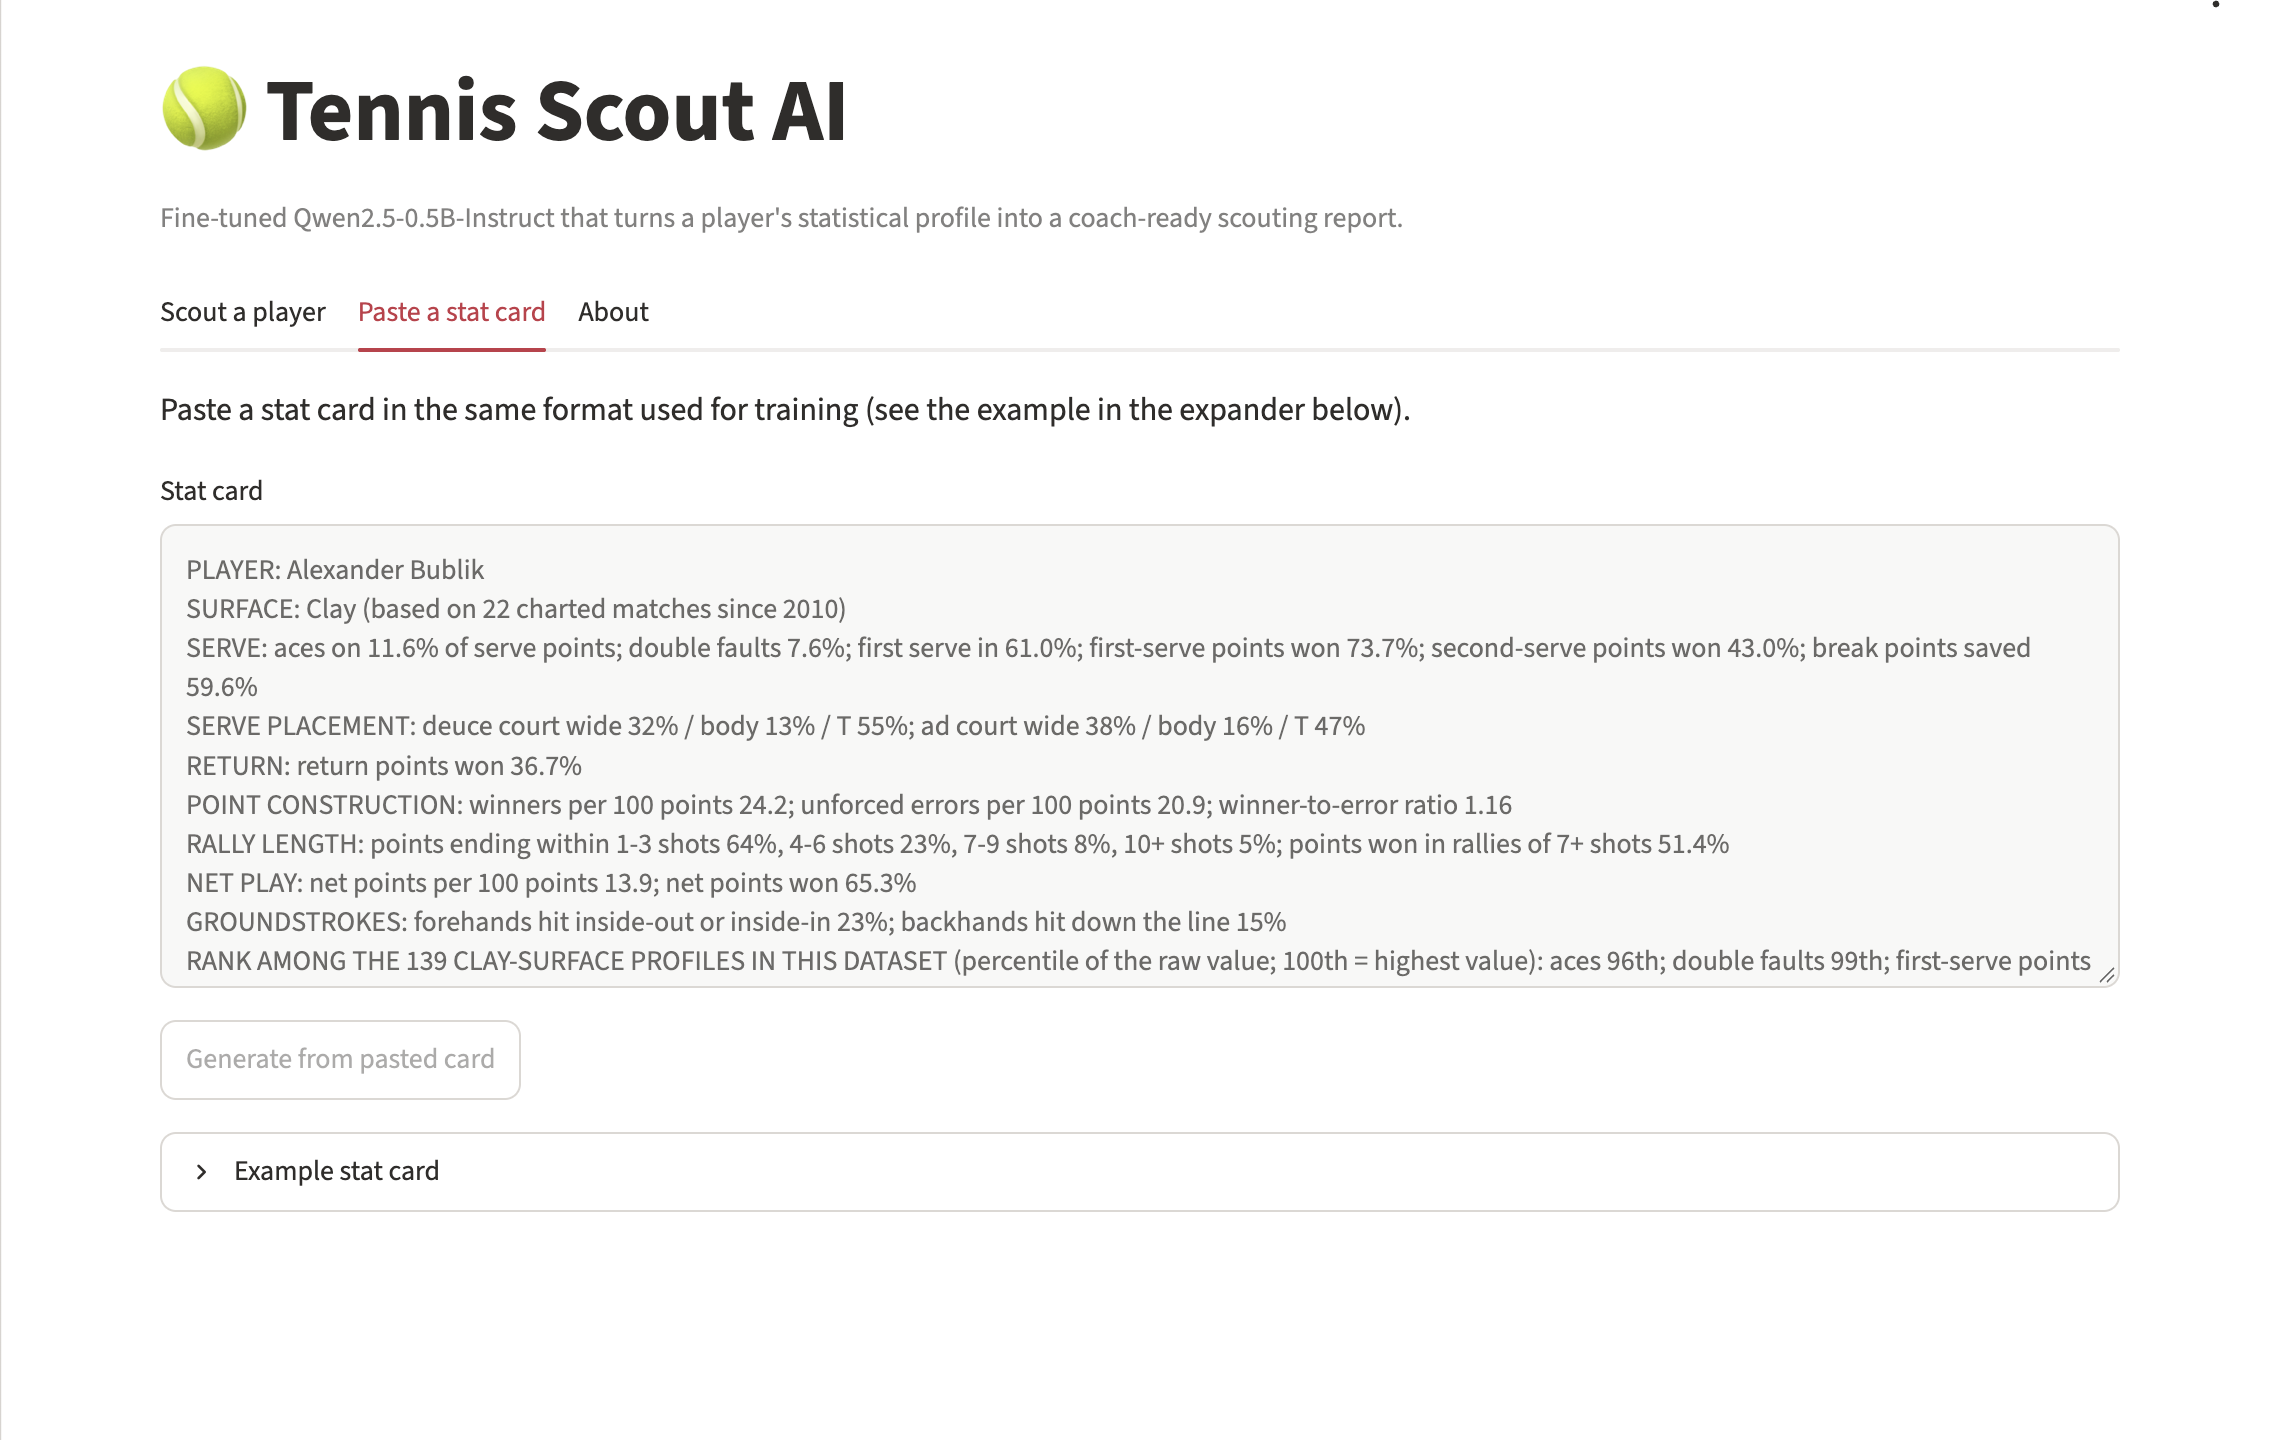 Tennis Scout AI
Fine-tuned Qwen2.5-0.5B-Instruct that turns a player's statistical profile into a coach-ready scouting report.
Scout a player Paste a stat card About
Paste a stat card in the same format used for training (see the example in the expander below).
Stat card
PLAYER: Alexander Bublik
SURFACE: Clay (based on 22 charted matches since 2010)
SERVE: aces on 11.6% of serve points; double faults 7.6%; first serve in 61.0%; first-serve points won 73.7%; second-serve points won 43.0%; break points saved
59.6%
SERVE PLACEMENT: deuce court wide 32% / body 13% / T 55%; ad court wide 38% / body 16% / T 47%
RETURN: return points won 36.7%
POINT CONSTRUCTION: winners per 100 points 24.2; unforced errors per 100 points 20.9; winner-to-error ratio 1.16
RALLY LENGTH: points ending within 1-3 shots 64%, 4-6 shots 23%, 7-9 shots 8%, 10+ shots 5%; points won in rallies of 7+ shots 51.4%
NET PLAY: net points per 100 points 13.9; net points won 65.3%
GROUNDSTROKES: forehands hit inside-out or inside-in 23%; backhands hit down the line 15%
RANK AMONG THE 139 CLAY-SURFACE PROFILES IN THIS DATASET (percentile of the raw value; 100th = highest value): aces 96th; double faults 99th; first-serve points
Generate from pasted card
Example stat card